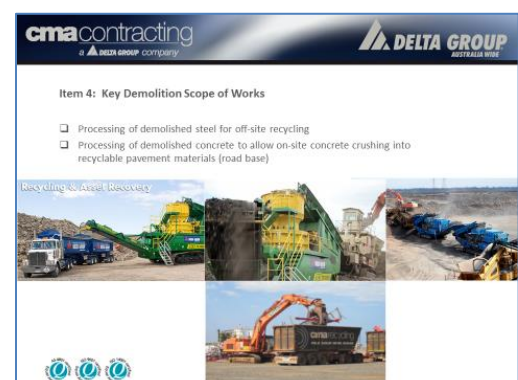 cmacontracting
a DELTA GROUP company
DELTA GROUP
AUSTRALIA WIDE
Item 4: Key Demolition Scope of Works
Processing of demolished steel for off-site recycling
Processing of demolished concrete to allow on-site concrete crushing into
recyclable pavement materials (road base)
Recycling & Asset Recovery
cmarecycling